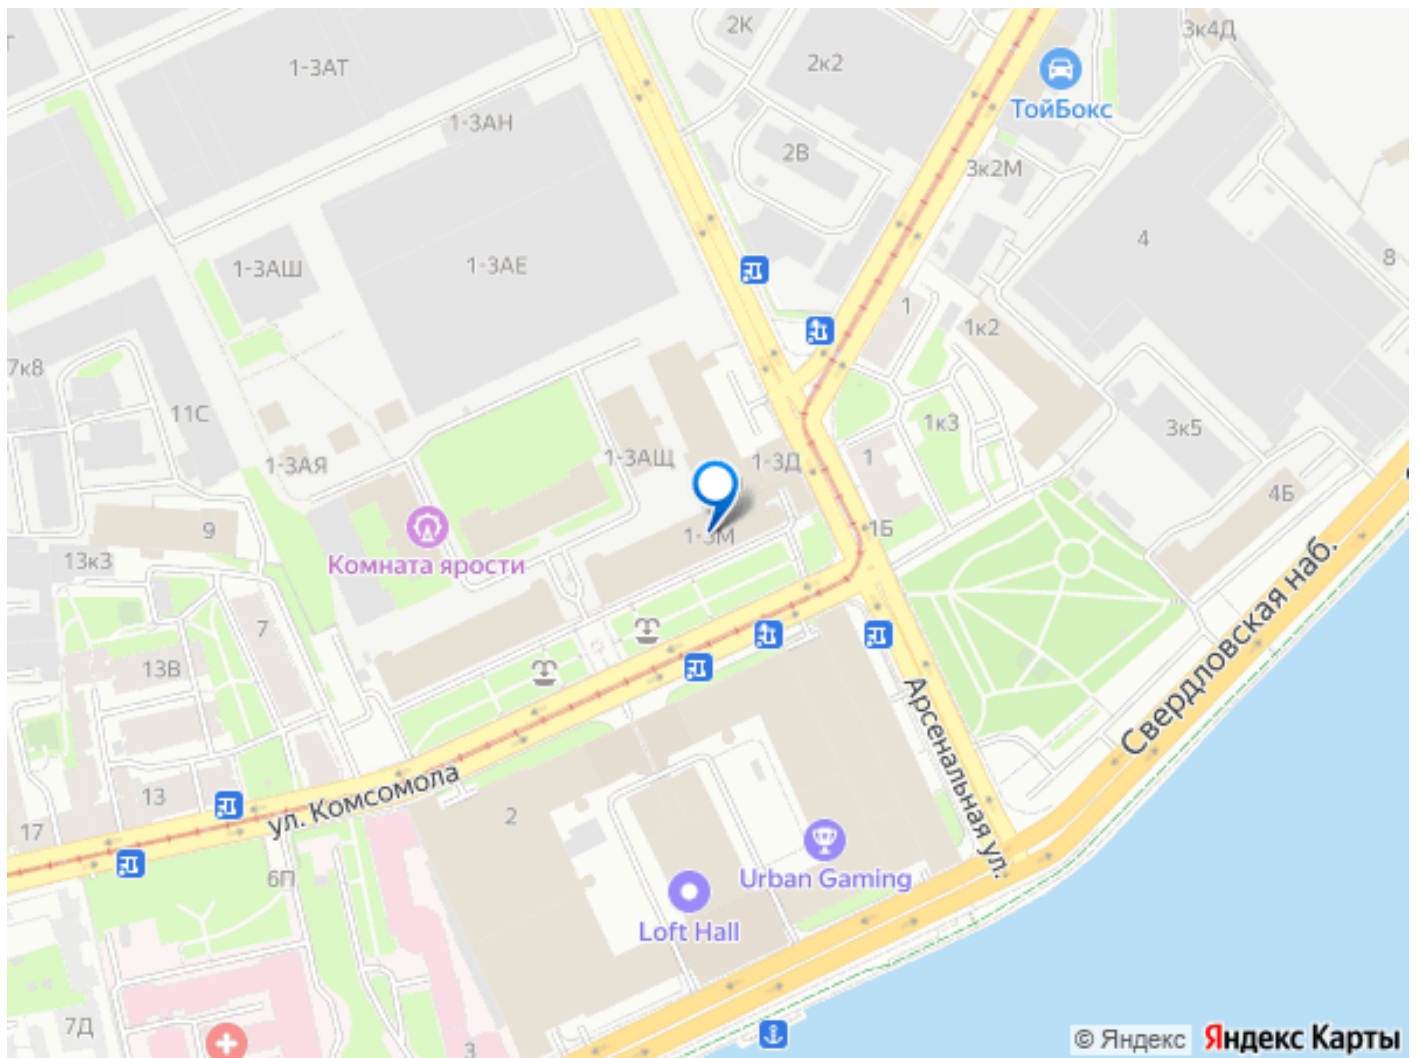 2К
3к4Д
1-3АТ
2к2
ТойБокс
1-3АН
2В
3к2М
4
1-3АШ
1-3АЕ
8
1
1к2
7к8
11С
1к3
3к5
1-3АЩ
1-3Д
1
1-3АЯ
4Б
9
1-3М
1Б
13к3
Комната ярости
Свердловская наб.
7
13В
Арсенальная ул.
ул. Комсомола
13
2
17
6П
Urban Gaming
Loft Hall
7Д
3
© Яндекс Яндекс Карты